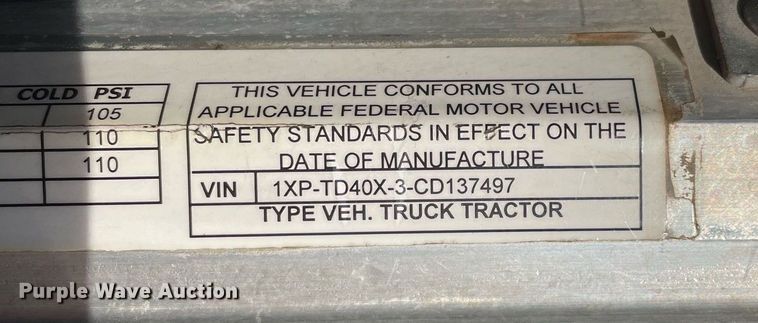 COLD PSI
105
110
110
THIS VEHICLE CONFORMS TO ALL
APPLICABLE FEDERAL MOTOR VEHICLE
SAFETY STANDARDS IN EFFECT ON THE
DATE OF MANUFACTURE
VIN 1XP-TD40X-3-CD137497
TYPE VEH. TRUCK TRACTOR
Purple Wave Auction